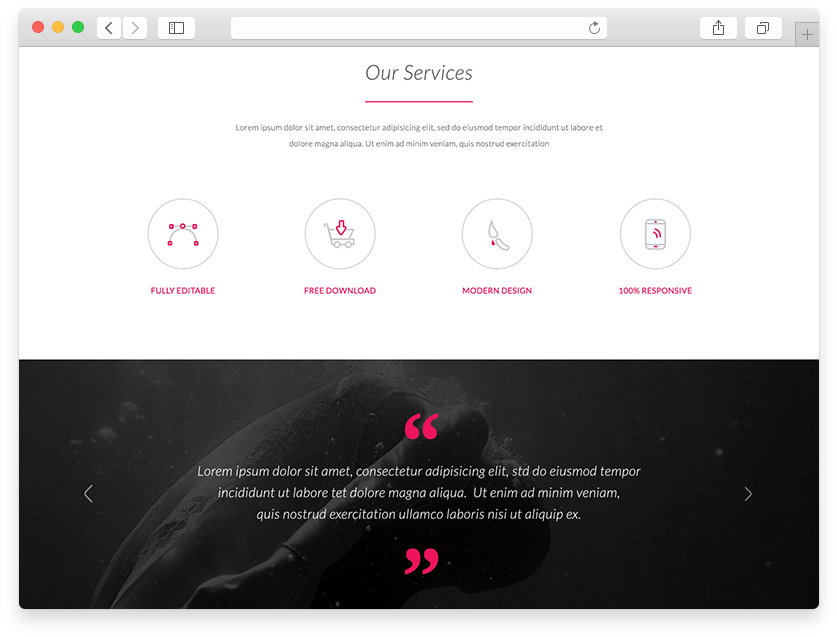 Our Services
Lorem ipsum dolor sit amet, consectetur adipisicing elit, sed do eiusmod tempor incididunt ut labore et
dolore magna aliqua. Ut enim ad minim veniam, quis nostrud exercitation
FULLY EDITABLE
FREE DOWNLOAD
MODERN DESIGN
100% RESPONSIVE
“
Lorem ipsum dolor sit amet, consectetur adipisicing elit, std do eiusmod tempor
incididunt ut labore tet dolore magna aliqua.  Ut enim ad minim veniam,
quis nostrud exercitation ullamco laboris nisi ut aliquip ex.
”